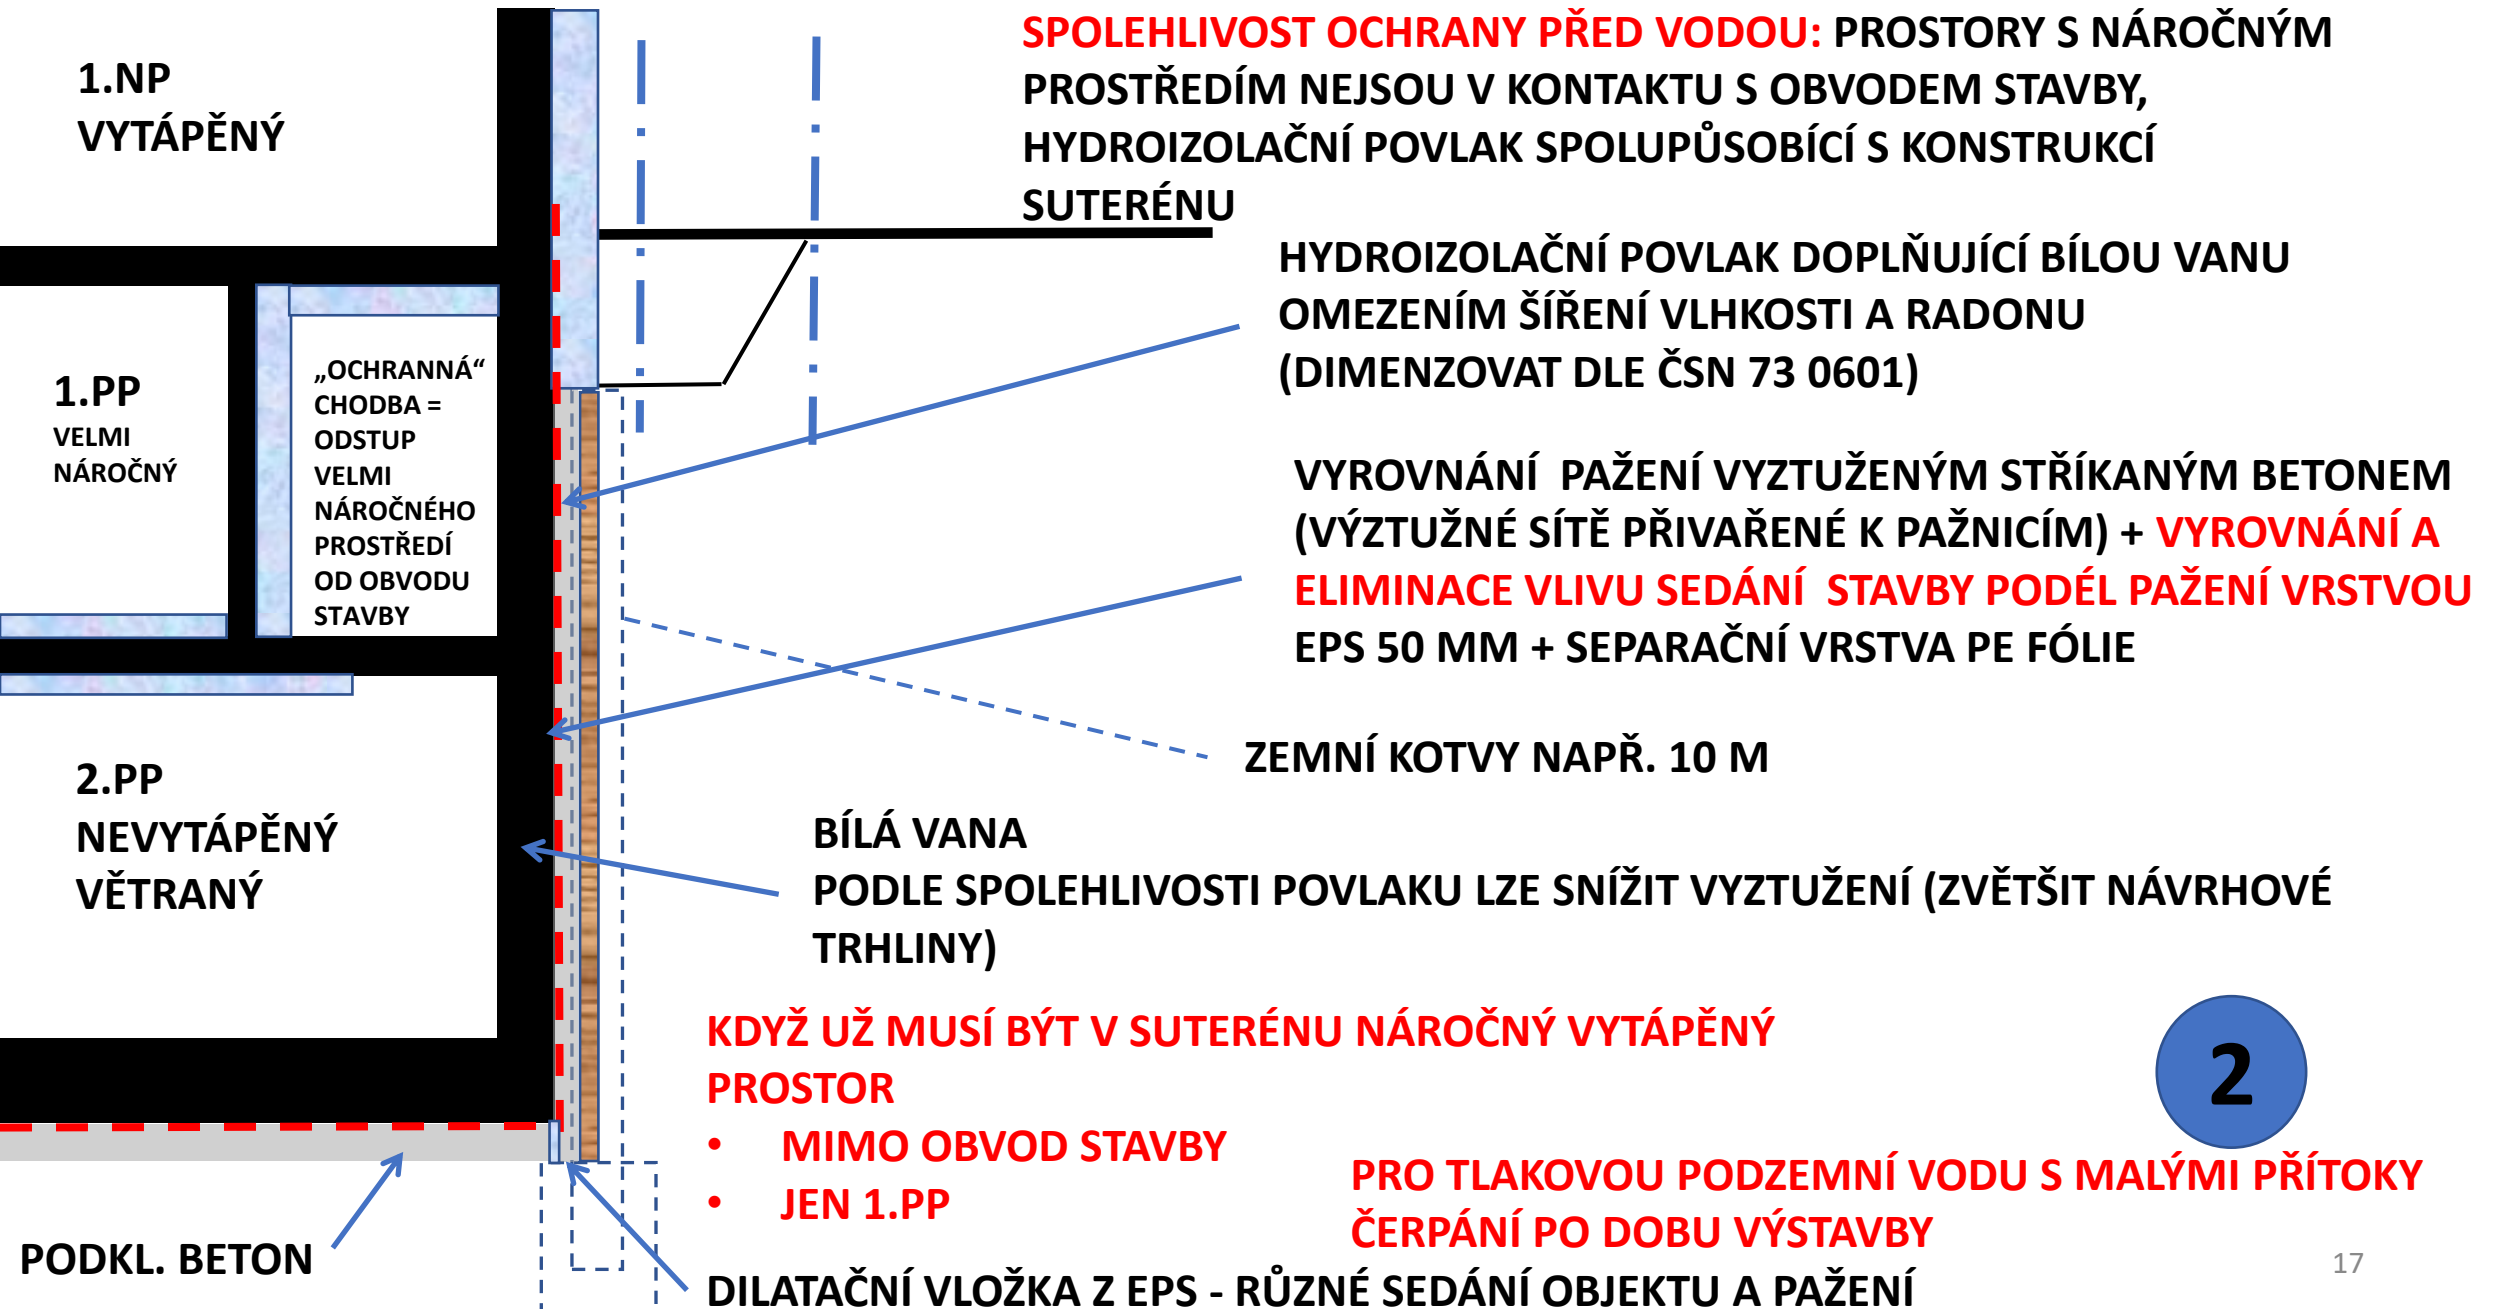 SPOLEHLIVOST OCHRANY PŘED VODOU: PROSTORY S NÁROČNÝM
PROSTŘEDÍM NEJSOU V KONTAKTU S OBVODEM STAVBY,
HYDROIZOLAČNÍ POVLAK SPOLUPŮSOBÍCÍ S KONSTRUKCÍ
SUTERÉNU
1.NP
VYTÁPĚNÝ
HYDROIZOLAČNÍ POVLAK DOPLŇUJÍCÍ BÍLOU VANU
OMEZENÍM ŠÍŘENÍ VLHKOSTI A RADONU
(DIMENZOVAT DLE ČSN 73 0601)
1.PP
VELMI
NÁROČNÝ
„OCHRANNÁ“
CHODBA =
ODSTUP
VELMI
NÁROČNÉHO
PROSTŘEDÍ
OD OBVODU
STAVBY
VYROVNÁNÍ  PAŽENÍ VYZTUŽENÝM STŘÍKANÝM BETONEM
(VÝZTUŽNÉ SÍTĚ PŘIVAŘENÉ K PAŽNICÍM) + VYROVNÁNÍ A
ELIMINACE VLIVU SEDÁNÍ  STAVBY PODÉL PAŽENÍ VRSTVOU
EPS 50 MM + SEPARAČNÍ VRSTVA PE FÓLIE
ZEMNÍ KOTVY NAPŘ. 10 M
2.PP
NEVYTÁPĚNÝ
VĚTRANÝ
BÍLÁ VANA
PODLE SPOLEHLIVOSTI POVLAKU LZE SNÍŽIT VYZTUŽENÍ (ZVĚTŠIT NÁVRHOVÉ
TRHLINY)
KDYŽ UŽ MUSÍ BÝT V SUTERÉNU NÁROČNÝ VYTÁPĚNÝ
PROSTOR
• MIMO OBVOD STAVBY
• JEN 1.PP
2
PRO TLAKOVOU PODZEMNÍ VODU S MALÝMI PŘÍTOKY
ČERPÁNÍ PO DOBU VÝSTAVBY
PODKL. BETON
DILATAČNÍ VLOŽKA Z EPS - RŮZNÉ SEDÁNÍ OBJEKTU A PAŽENÍ
17